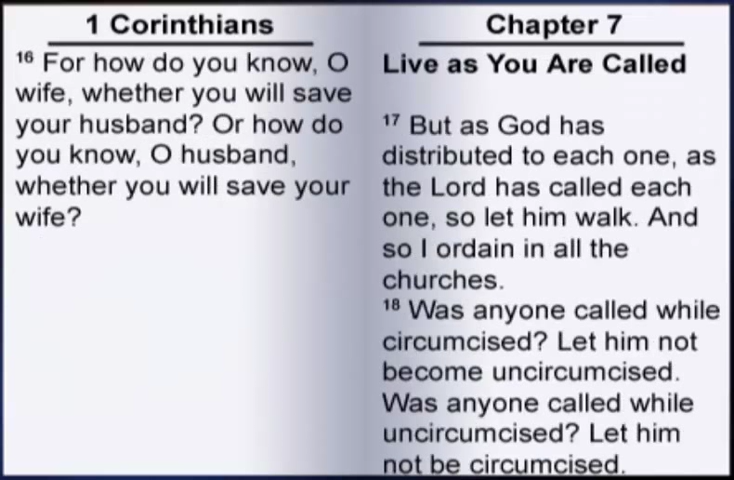 1 Corinthians
16 For how do you know, O
wife, whether you will save
your husband? Or how do
you know, O husband,
whether you will save your
wife?
Chapter 7
Live as You Are Called
17 But as God has
distributed to each one, as
the Lord has called each
one, so let him walk. And
so I ordain in all the
churches.
18 Was anyone called while
circumcised? Let him not
become uncircumcised.
Was anyone called while
uncircumcised? Let him
not be circumcised.